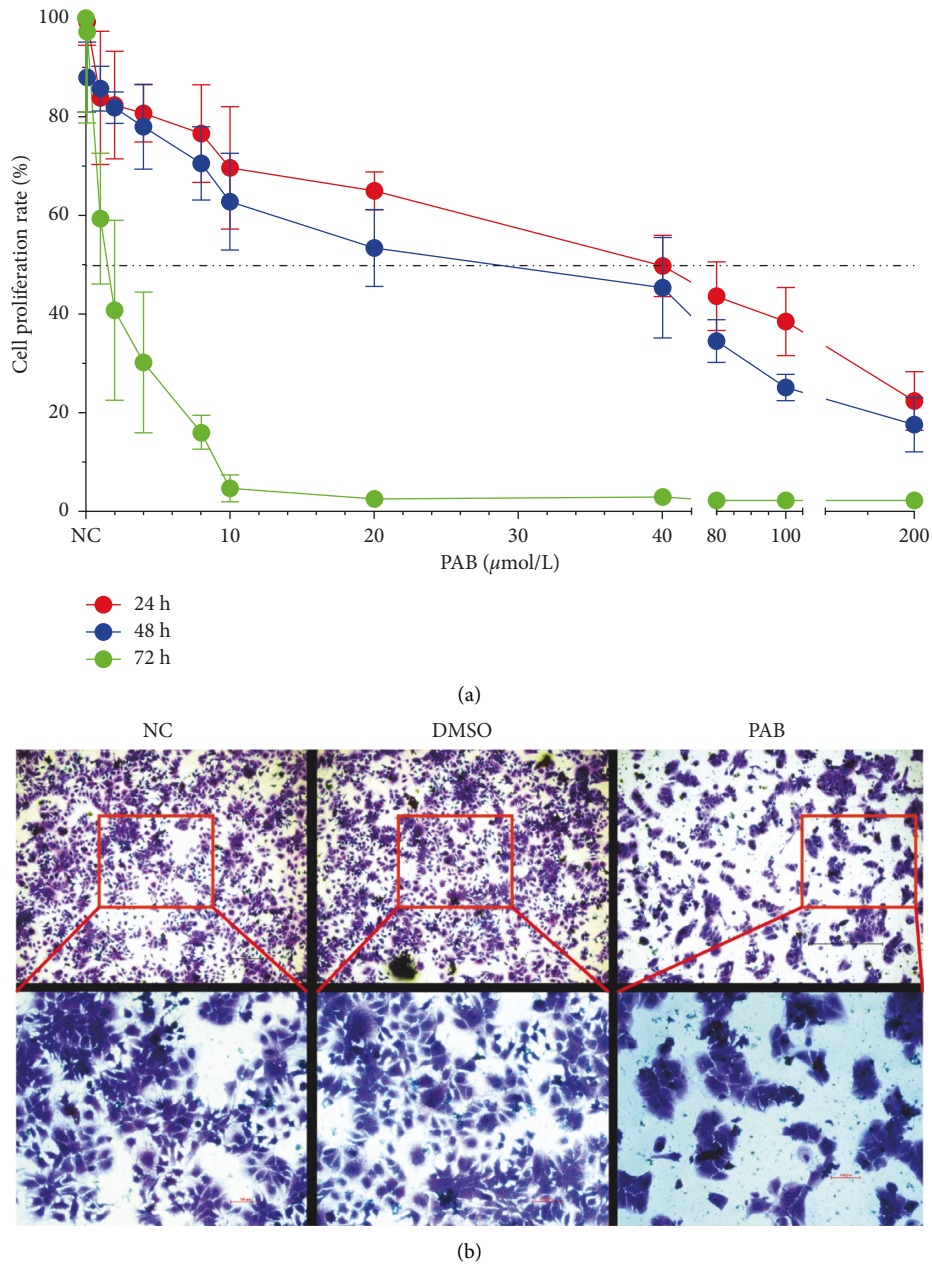 100
80
60
40
20
0
Cell proliferation rate (%)
NC 10 20 30 40 80 100 200
PAB (μmol/L)
24 h
48 h
72 h
(a)
NC DMSO PAB
(b)